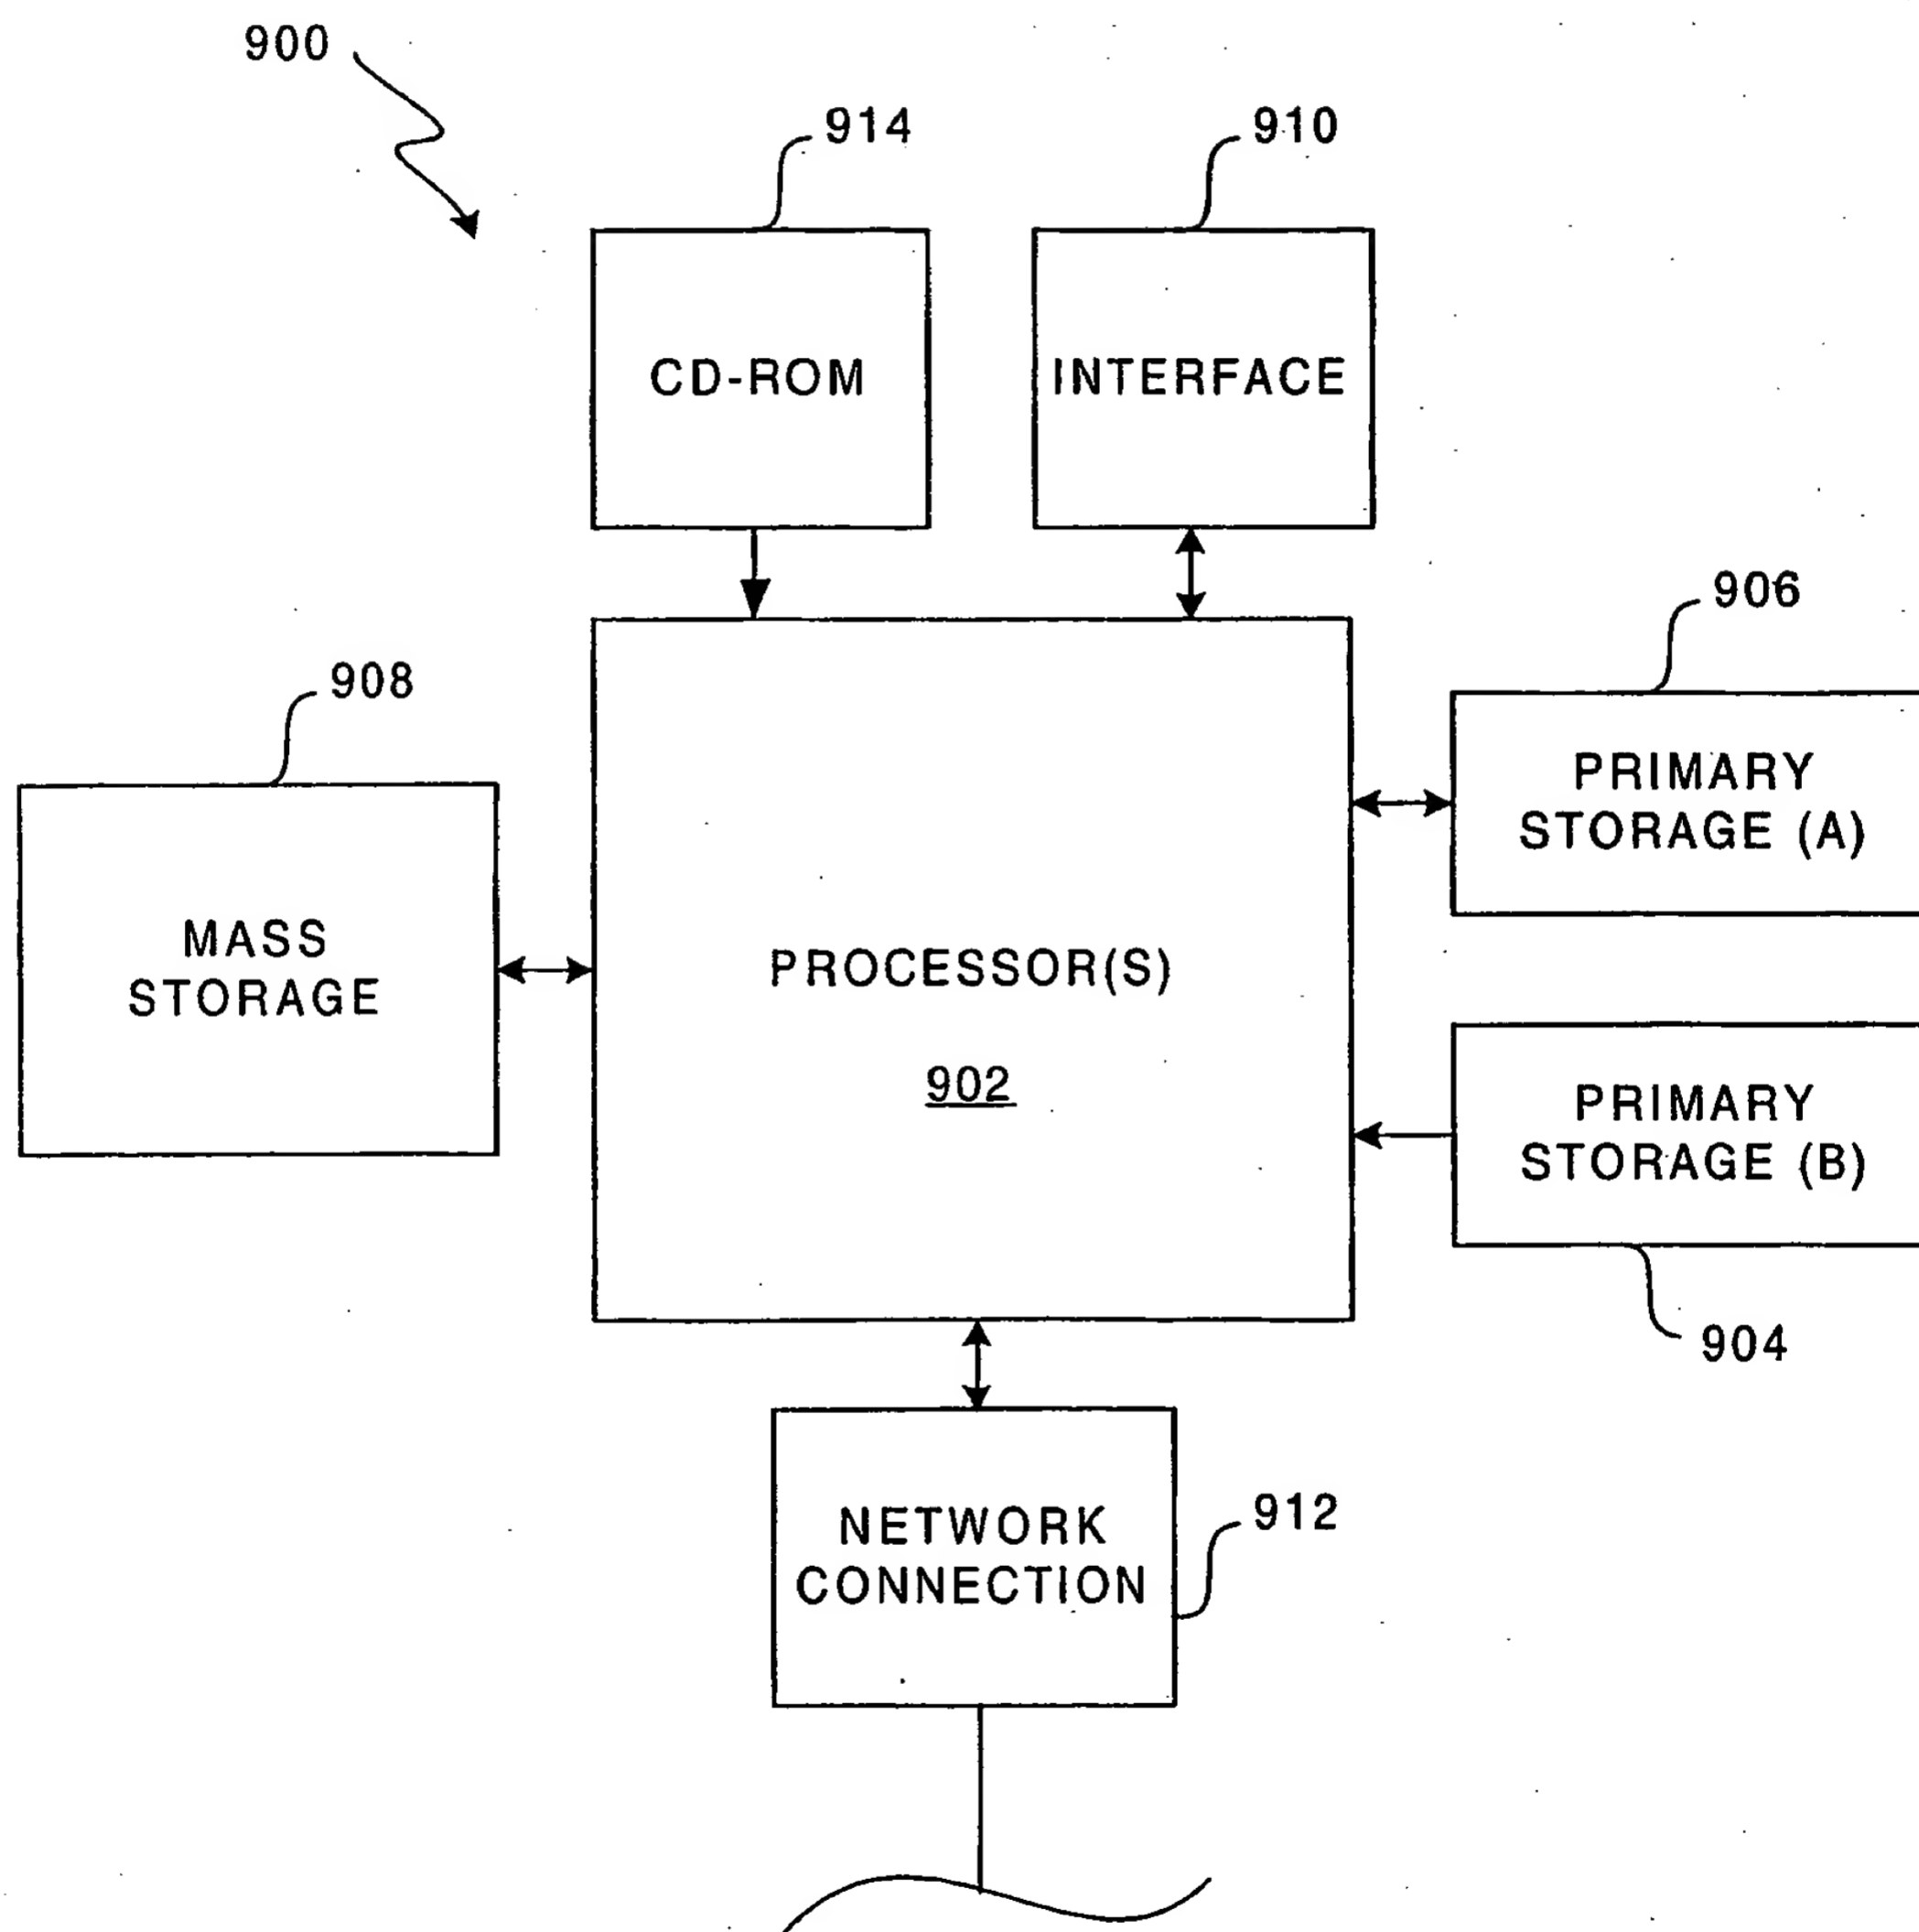 900
914
910
CD-ROM
INTERFACE
906
908
PRIMARY
STORAGE (A)
MASS
STORAGE
PROCESSOR(S)
902
PRIMARY
STORAGE (B)
904
NETWORK
CONNECTION
912